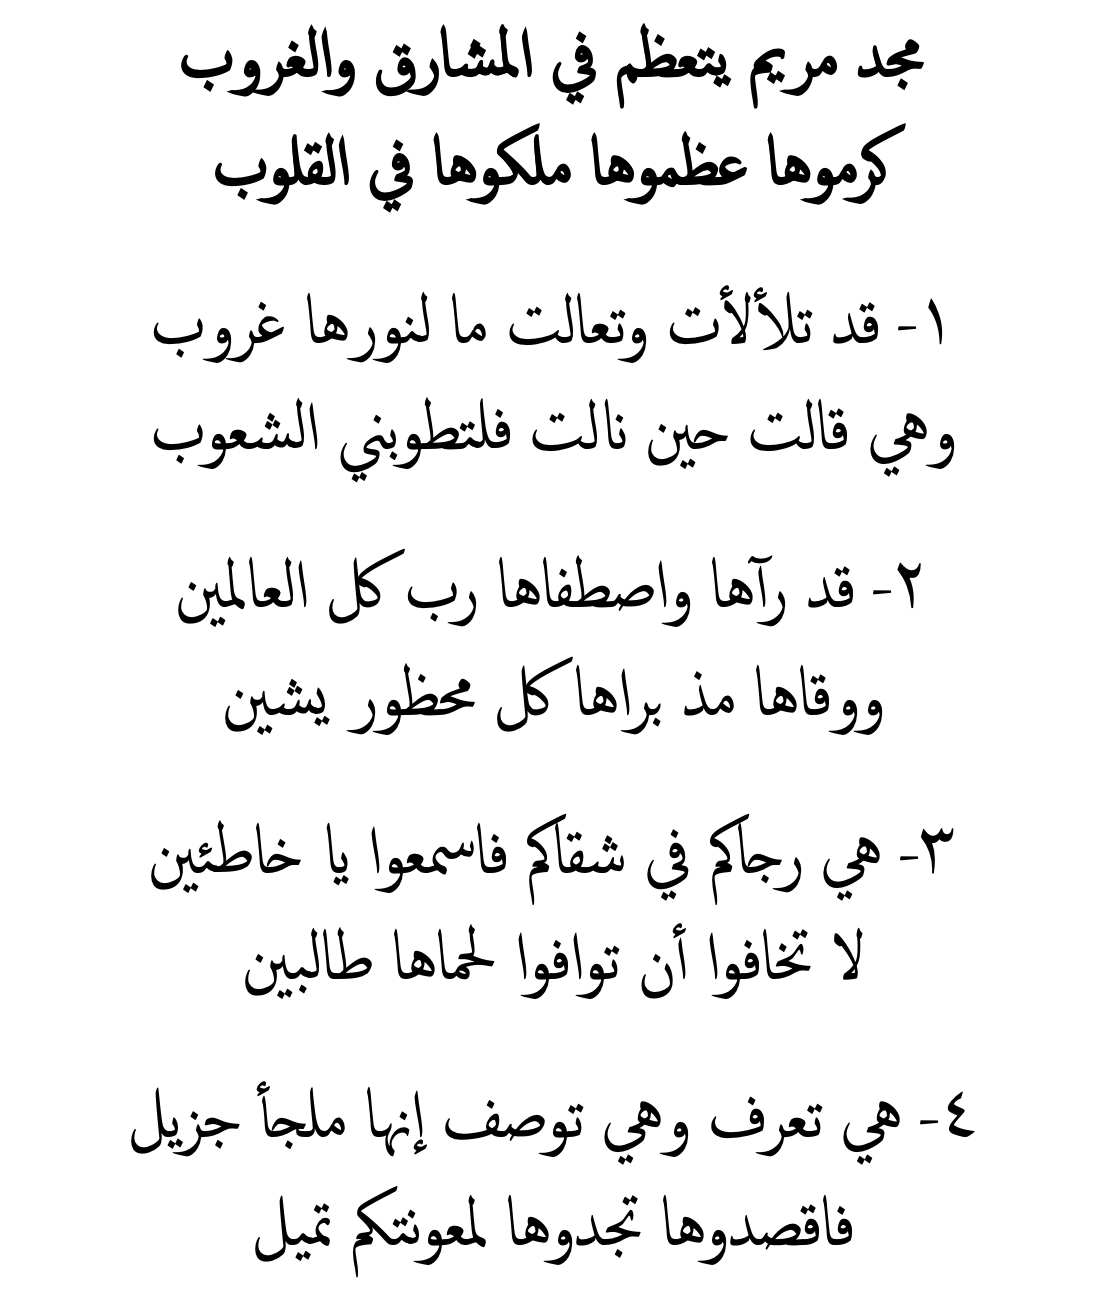 مجد مريم يتعظم في المشارق والغروب
كرموها عظموها ملكوها في القلوب
١- قد تلألأت وتعالت ما لنورها غروب
وهي قالت حين نالت فلتطوبني الشعوب
٢- قد رآها واصطفاها رب كل العالمين
ووقاها مذ براها كل محظور يشين
٣- هي رجاكم في شقاكم فاسمعوا يا خاطئين
لا تخافوا أن توافوا لحماها طالبين
٤- هي تعرف وهي توصف إنها ملجأ جزيل
فاقصدوها تجدوها لمعونتكم تميل